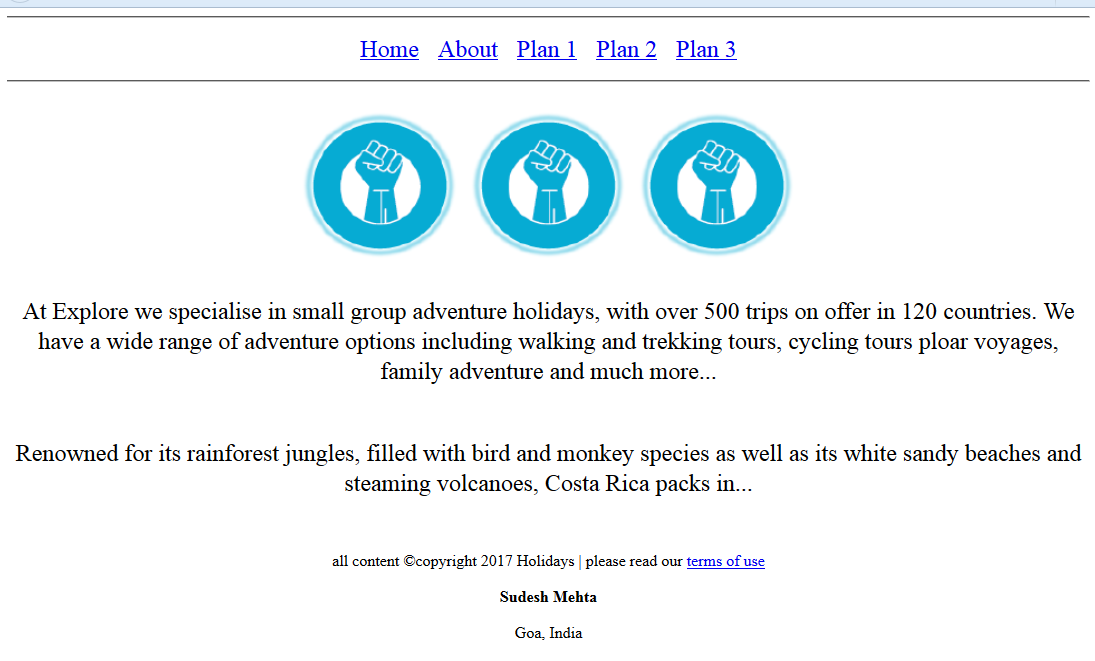 Home About Plan 1 Plan 2 Plan 3
At Explore we specialise in small group adventure holidays, with over 500 trips on offer in 120 countries. We
have a wide range of adventure options including walking and trekking tours, cycling tours ploar voyages,
family adventure and much more...
Renowned for its rainforest jungles, filled with bird and monkey species as well as its white sandy beaches and
steaming volcanoes, Costa Rica packs in...
all content ©copyright 2017 Holidays | please read our terms of use
Sudesh Mehta
Goa, India